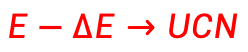 E − ΔE → UCN